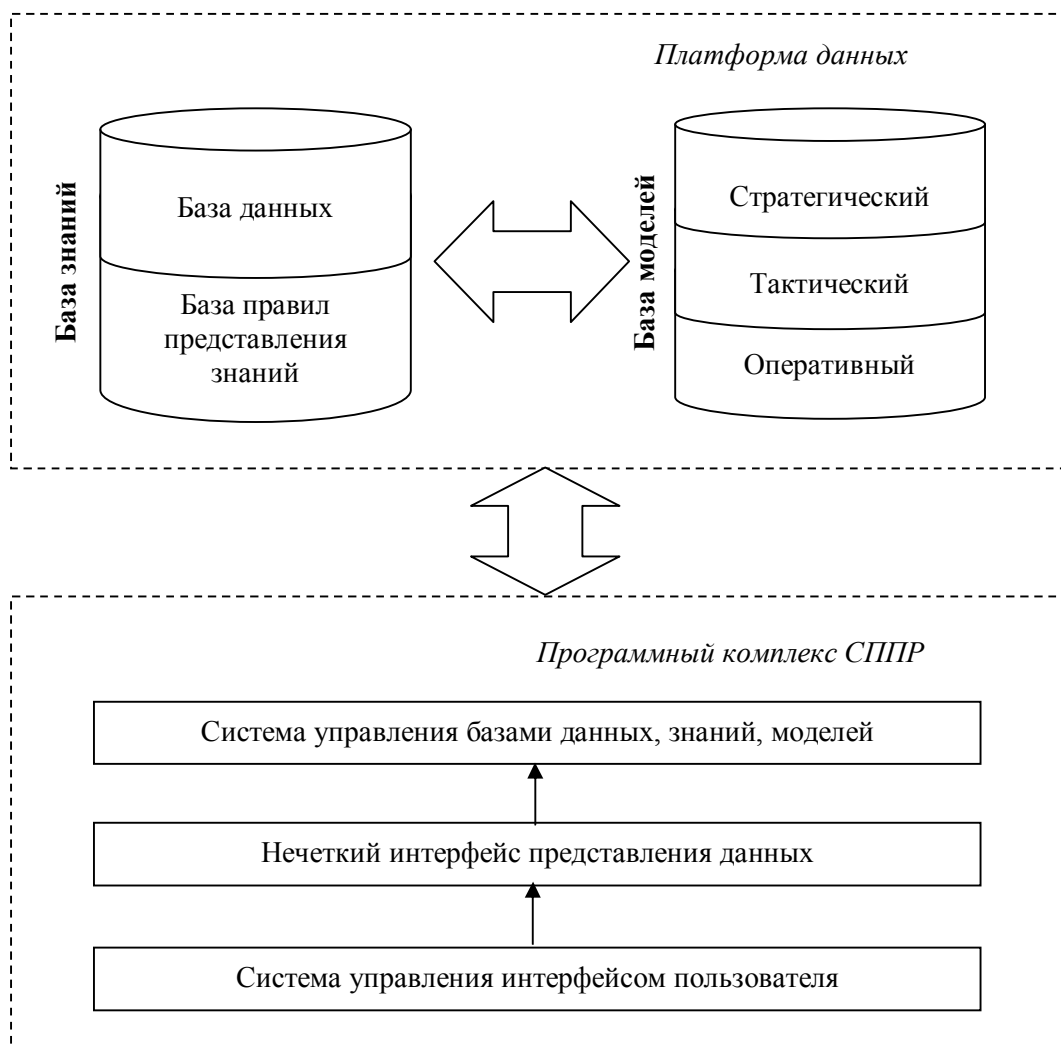 Платформа данных
База знаний
База данных
База правил
представления
знаний
База моделей
Стратегический
Тактический
Оперативный
Программный комплекс СППР
Система управления базами данных, знаний, моделей
Нечеткий интерфейс представления данных
Система управления интерфейсом пользователя